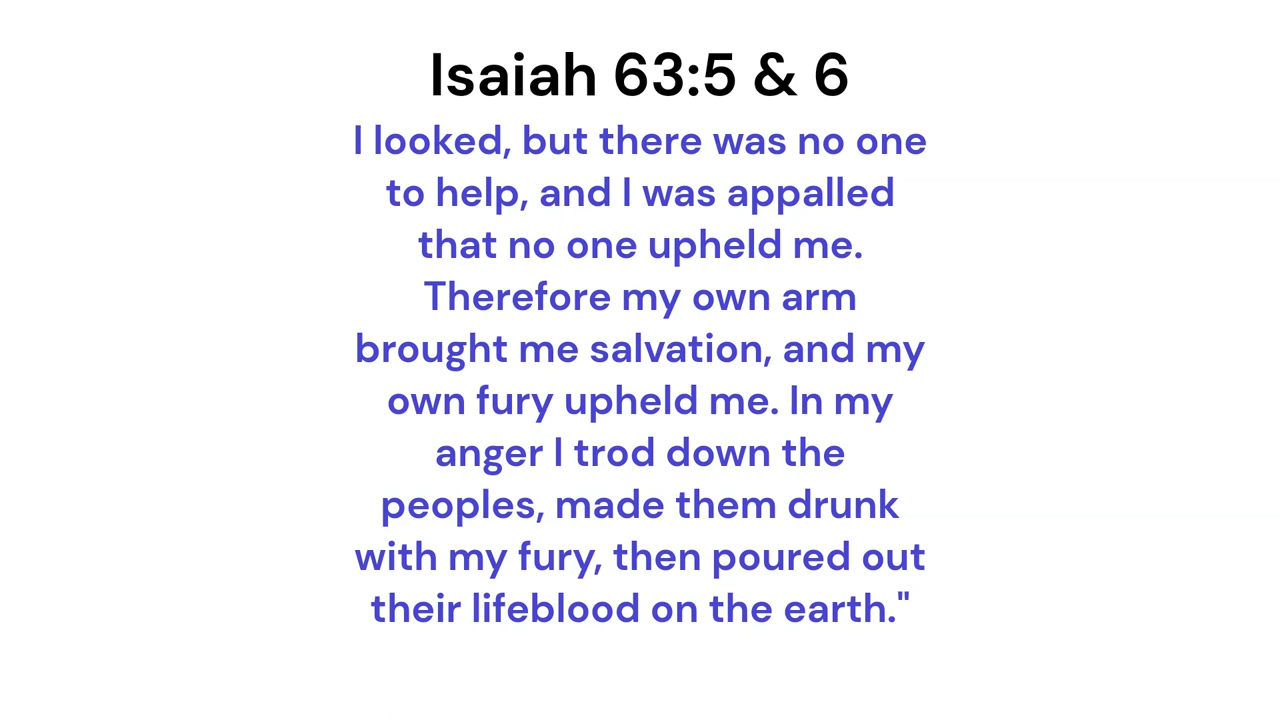 Isaiah 63:5 & 6
I looked, but there was no one
to help, and I was appalled
that no one upheld me.
Therefore my own arm
brought me salvation, and my
own fury upheld me. In my
anger I trod down the
peoples, made them drunk
with my fury, then poured out
their lifeblood on the earth."